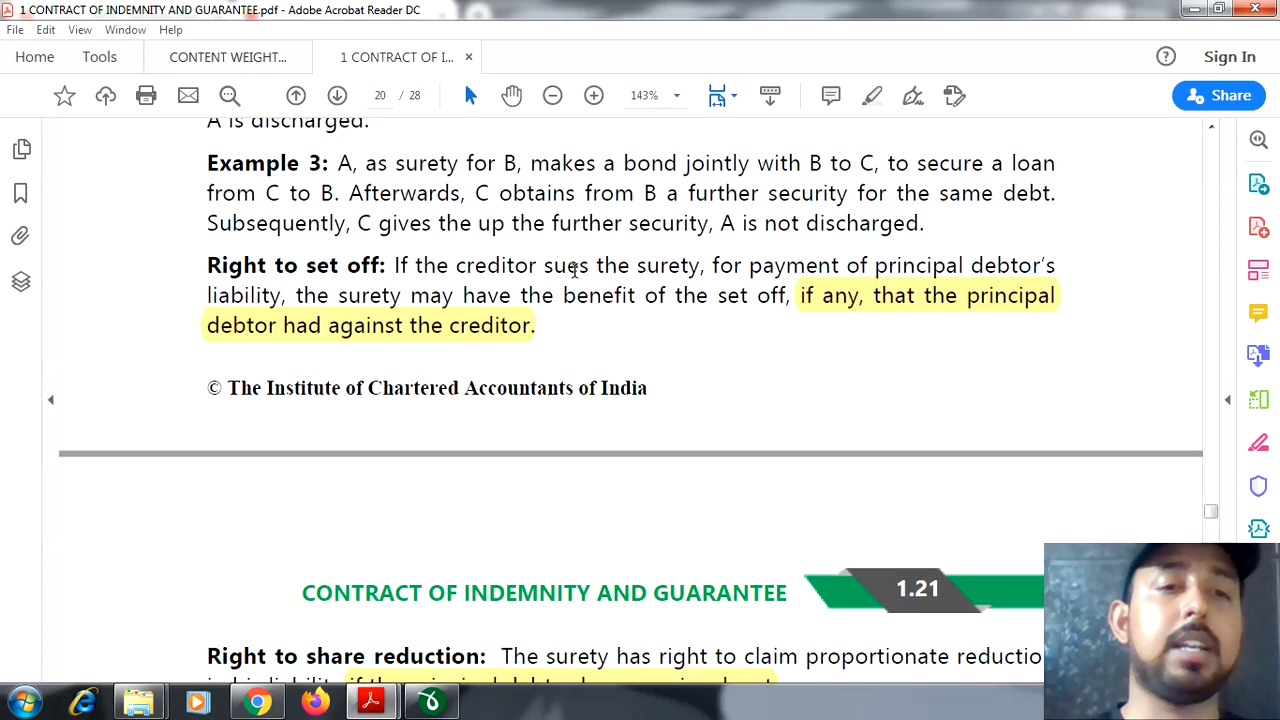 1 CONTRACT OF INDEMNITY AND GUARANTEE.pdf - Adobe Acrobat Reader DC
File Edit View Window Help
Home Tools CONTENT WEIGHT... 1 CONTRACT OF I... × Sign In
20 / 28 143% Share
A is discharged.
Example 3: A, as surety for B, makes a bond jointly with B to C, to secure a loan
from C to B. Afterwards, C obtains from B a further security for the same debt.
Subsequently, C gives the up the further security, A is not discharged.
Right to set off: If the creditor sues the surety, for payment of principal debtor's
liability, the surety may have the benefit of the set off, if any, that the principal
debtor had against the creditor.
© The Institute of Chartered Accountants of India
CONTRACT OF INDEMNITY AND GUARANTEE 1.21
Right to share reduction: The surety has right to claim proportionate reductio